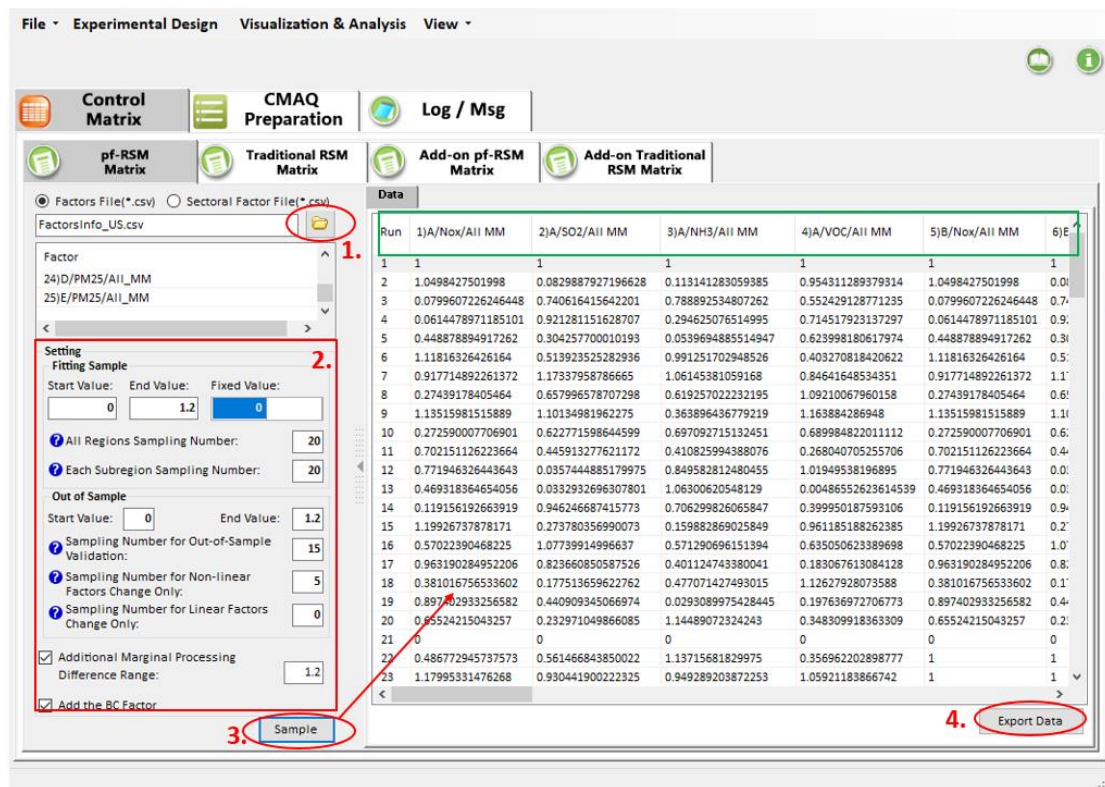 File Experimental Design Visualization & Analysis View
Control Matrix
CMAQ Preparation
Log / Msg
pf-RSM Matrix
Traditional RSM Matrix
Add-on pf-RSM Matrix
Add-on Traditional RSM Matrix
Factors File(*.csv) Sectoral Factor File(*.csv)
FactorsInfo_US.csv
1.
Factor
24)D/PM25/All_MM
25)E/PM25/All_MM
2.
Setting
Fitting Sample
Start Value: End Value: Fixed Value:
0 1.2 0
All Regions Sampling Number: 20
Each Subregion Sampling Number: 20
Out of Sample
Start Value: 0 End Value: 1.2
Sampling Number for Out-of-Sample
Validation: 15
Sampling Number for Non-linear
Factors Change Only: 5
Sampling Number for Linear Factors
Change Only: 0
Additional Marginal Processing
Difference Range: 1.2
Add the BC Factor
3. Sample
Data
Run 1)A/Nox/All MM 2)A/SO2/All MM 3)A/NH3/All MM 4)A/VOC/All MM 5)B/Nox/All MM
1 1 1 1 1 1 1
2 1.0498427501998 0.0829887927196628 0.113141283059385 0.954311289379314 1.0498427501998
3 0.0799607226246448 0.740616415642201 0.788892534807262 0.552429128771235 0.0799607226246448
4 0.0614478971185101 0.921281151628707 0.294625076514995 0.714517923137297 0.0614478971185101
5 0.448878894917262 0.304257700010193 0.0539694885514947 0.623998180617974 0.448878894917262
6 1.11816326426164 0.513923525282936 0.991251702948526 0.403270818420622 1.11816326426164
7 0.917714892261372 1.17337958786665 1.06145381059168 0.84641648534351 0.917714892261372
8 0.27439178405464 0.657996578707298 0.619257022232195 1.09210067960158 0.27439178405464
9 1.13515981515889 1.10134981962275 0.363896436779219 1.163884286948 1.13515981515889
10 0.272590007706901 0.622771598644599 0.697092715132451 0.689984822011112 0.272590007706901
11 0.702151126223664 0.445913277621172 0.410825994388076 0.268040705255706 0.702151126223664
12 0.771946326443643 0.0357444885179975 0.849582812480455 1.01949538196895 0.771946326443643
13 0.469318364654056 0.0332932696307801 1.06300620548129 0.00486552623614539 0.469318364654056
14 0.119156192663919 0.946246687415773 0.706299826065847 0.399950187593106 0.119156192663919
15 1.19926737878171 0.273780356990073 0.159882869025849 0.961185188262385 1.19926737878171
16 0.57022390468225 1.07739914996637 0.571290696151394 0.635050623389698 0.57022390468225
17 0.963190284952206 0.823660850587526 0.401124743380041 0.183067613084128 0.963190284952206
18 0.381016756533602 0.177513659622762 0.477071427493015 1.12627928073588 0.381016756533602
19 0.897402933256582 0.440909345066974 0.0293089975428445 0.197636972706773 0.897402933256582
20 0.65524215043257 0.232971049866085 1.14489072324243 0.348309918363309 0.65524215043257
21 0 0 0 0 0 0
22 0.486772945737573 0.561466843850022 1.13715681829975 0.356962202898777 1 1
23 1.17995331476268 0.930441900222325 0.949289203872253 1.05921183866742 1 1
4. Export Data